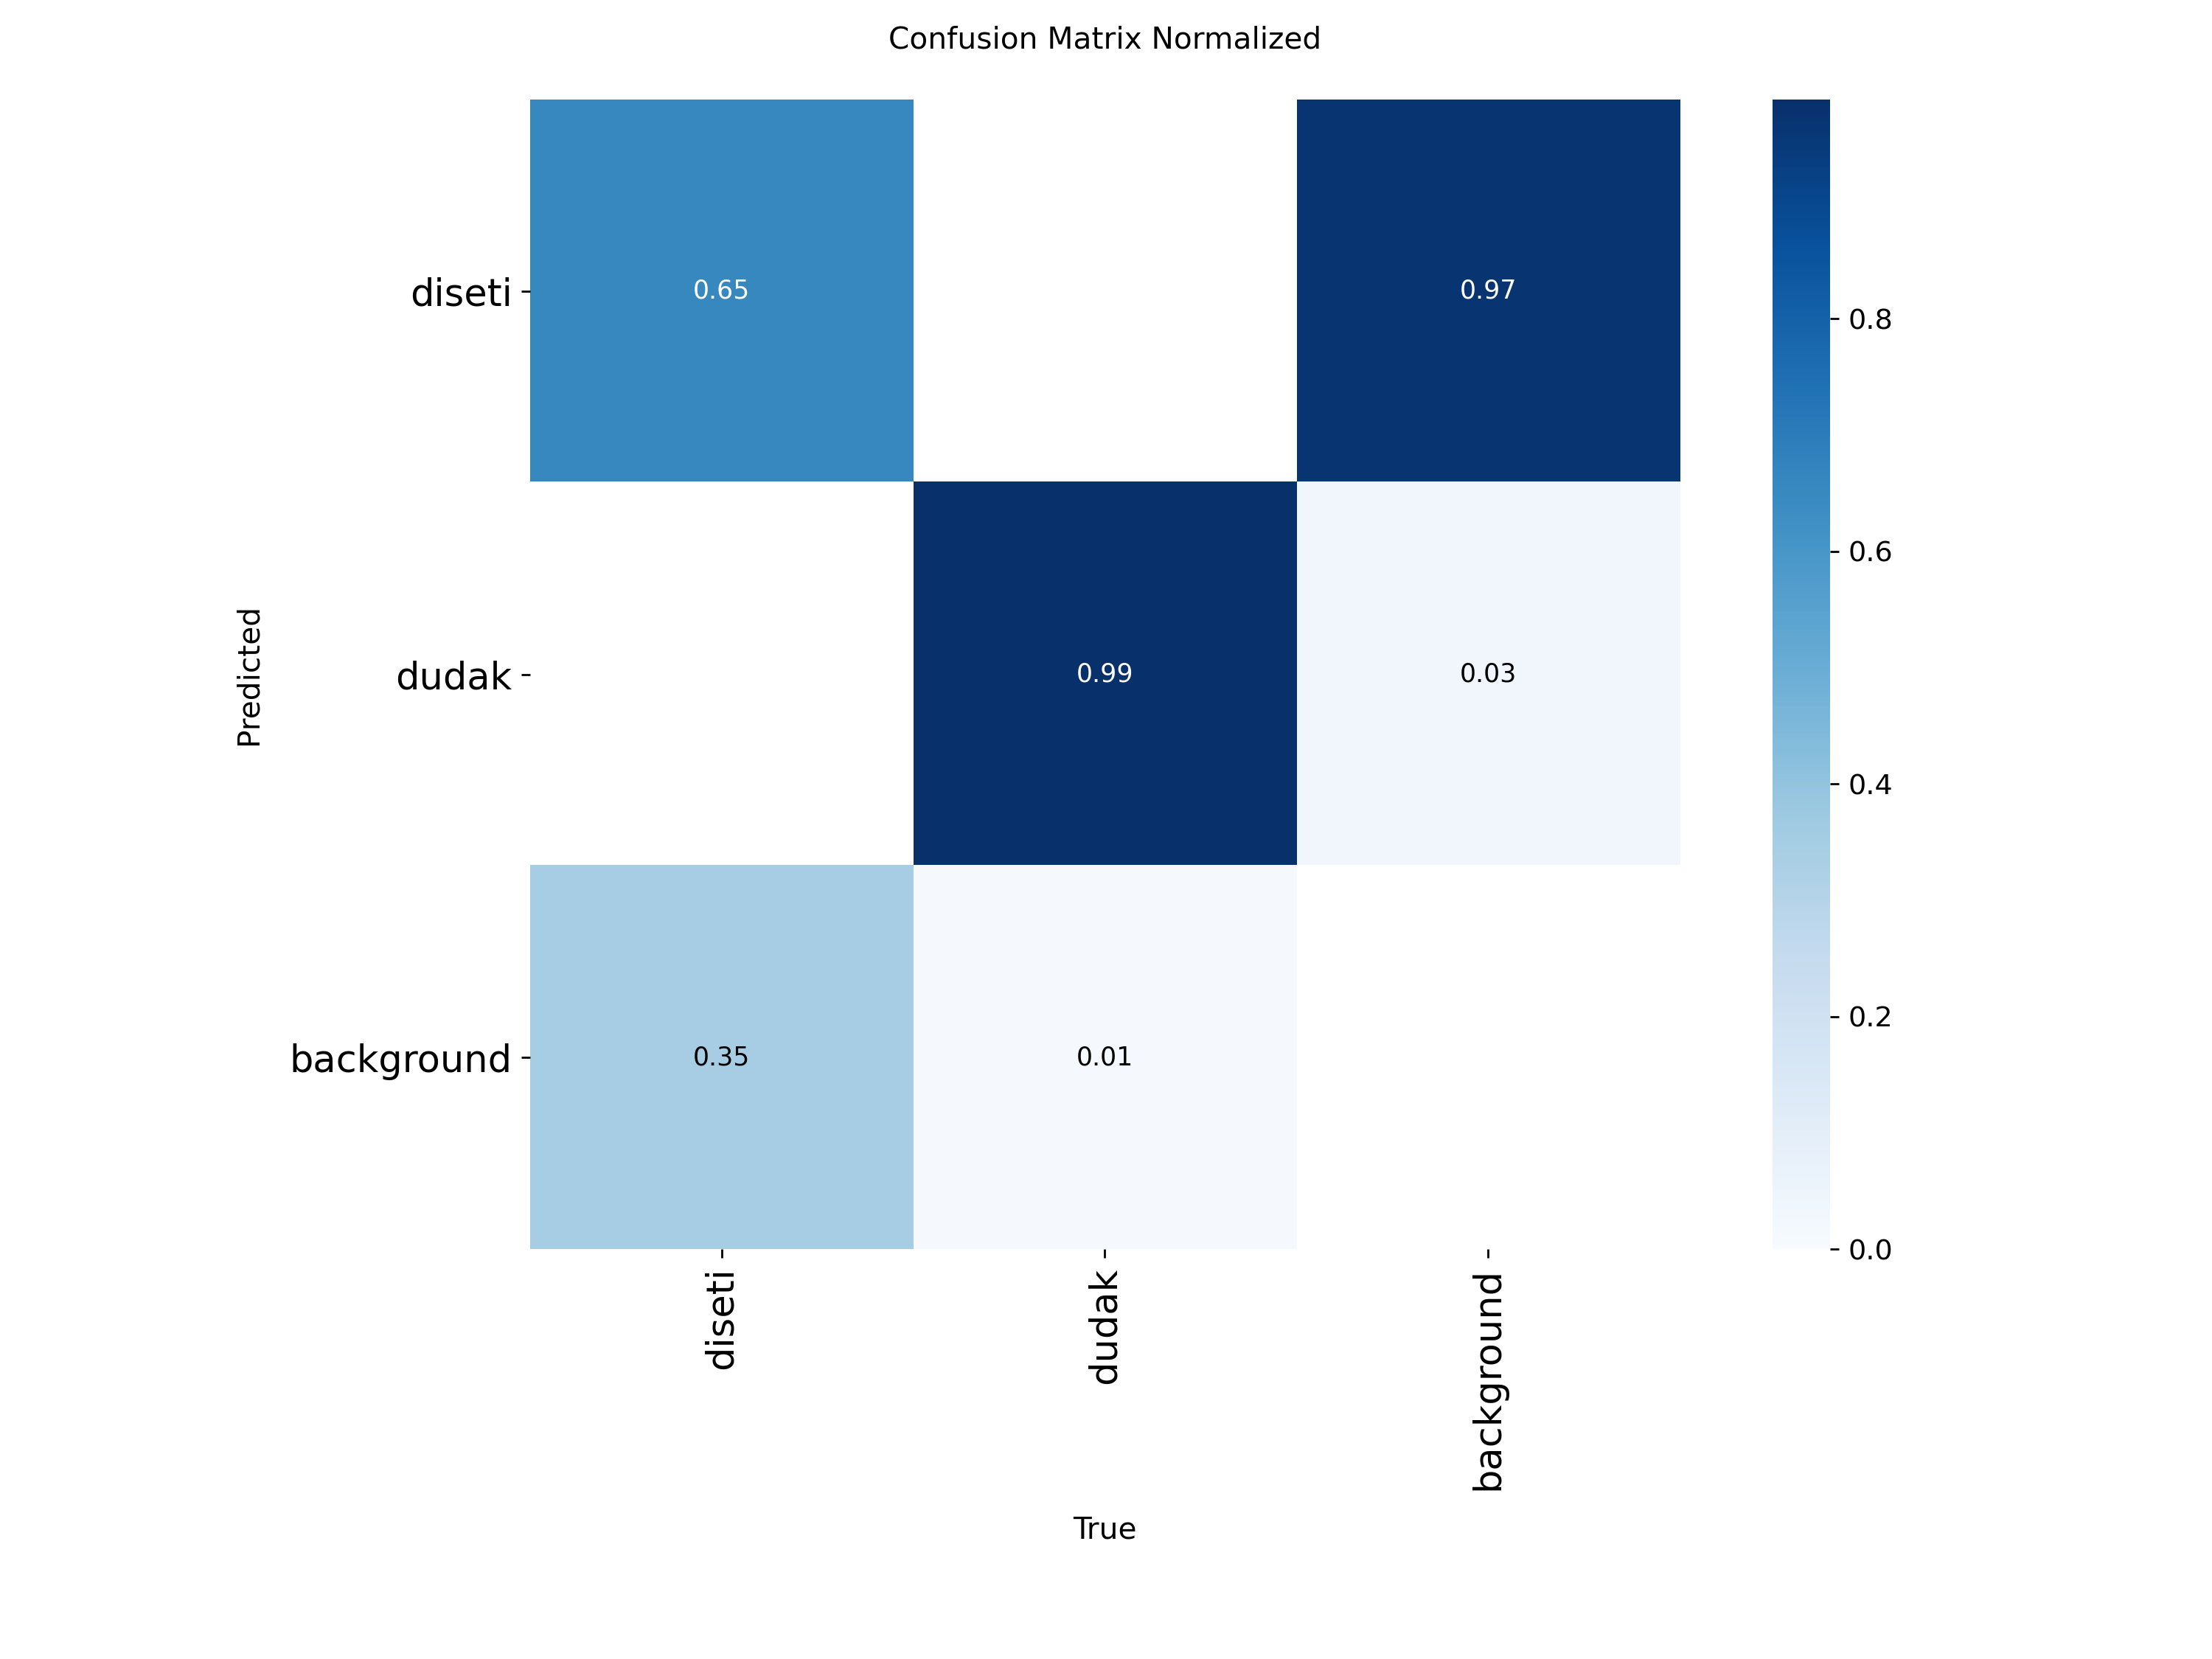 Confusion Matrix Normalized
diseti
0.65
0.97
0.8
0.6
Predicted
dudak
0.99
0.03
0.4
background
0.35
0.01
0.2
0.0
diseti
dudak
background
True